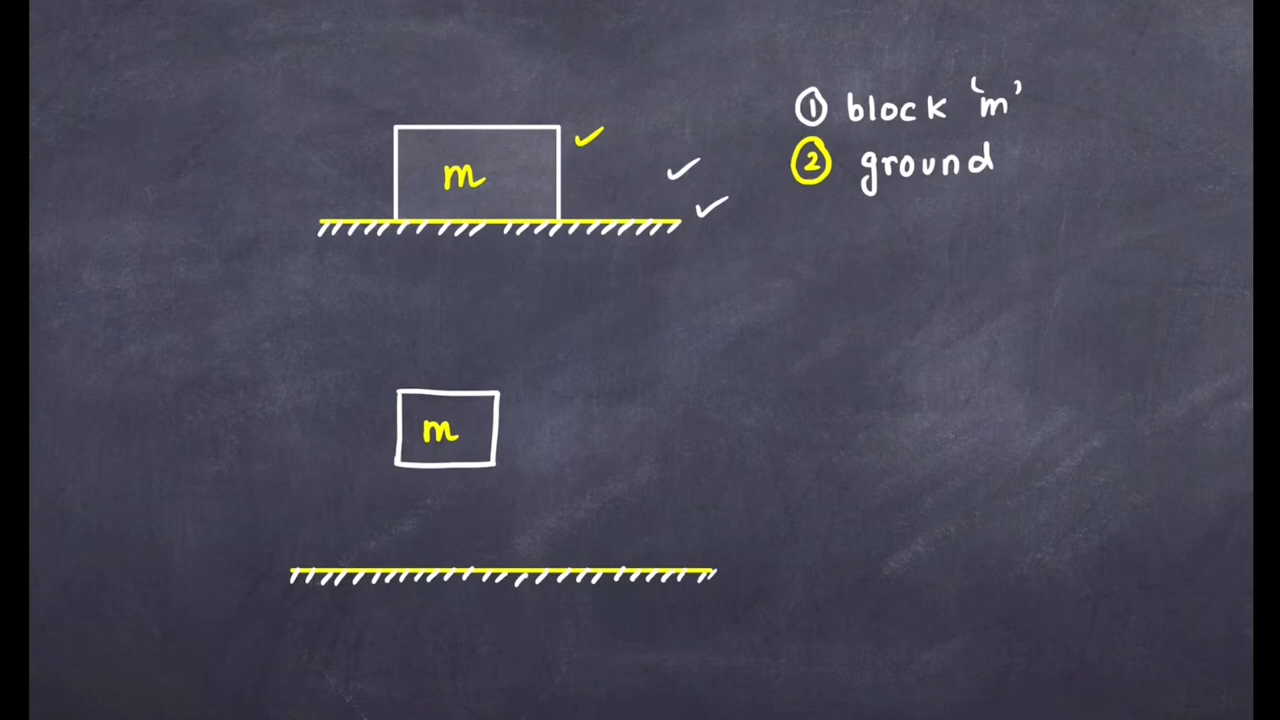 ① block ‘m’
m
② ground
m